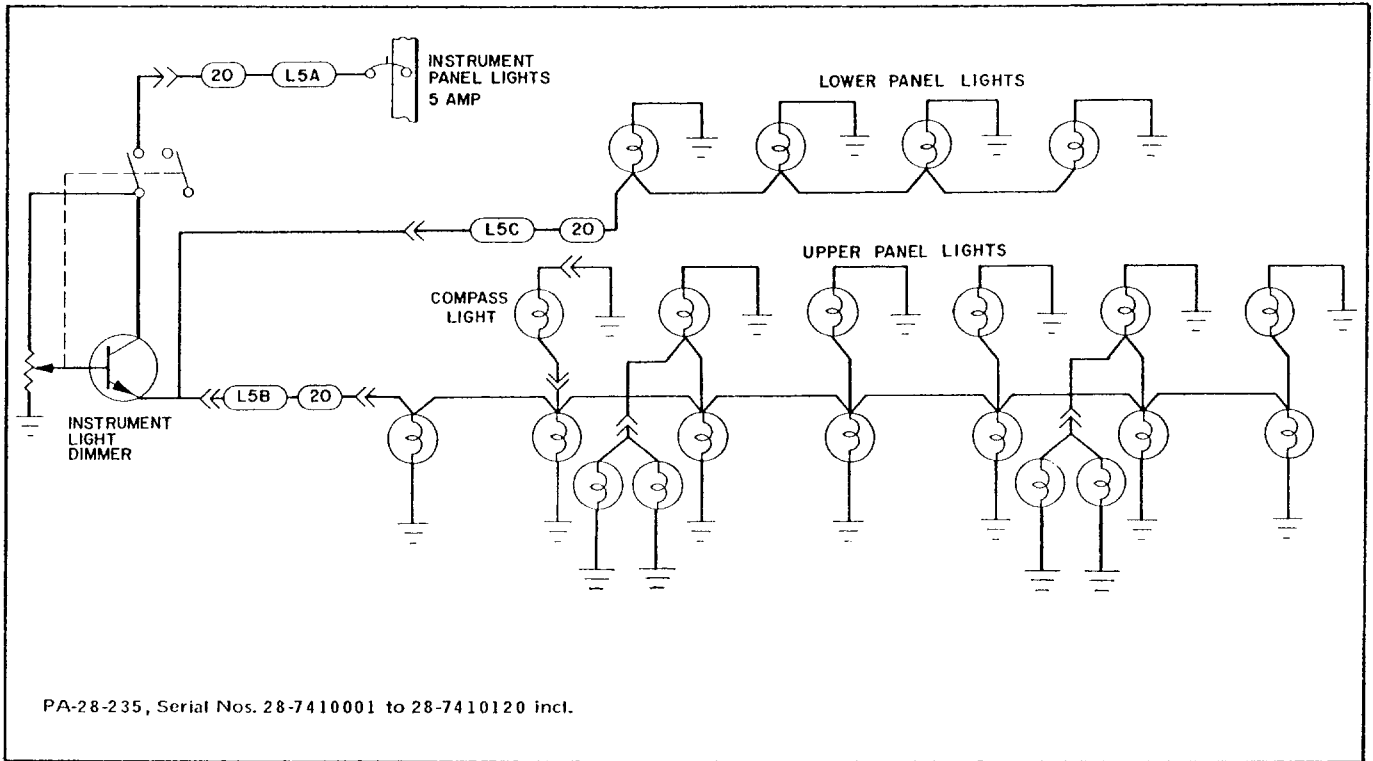 20
L5A
INSTRUMENT
PANEL LIGHTS
5 AMP
LOWER PANEL LIGHTS
L5C
20
UPPER PANEL LIGHTS
COMPASS
LIGHT
L5B
20
INSTRUMENT
LIGHT
DIMMER
PA-28-235, Serial Nos. 28-7410001 to 28-7410120 incl.